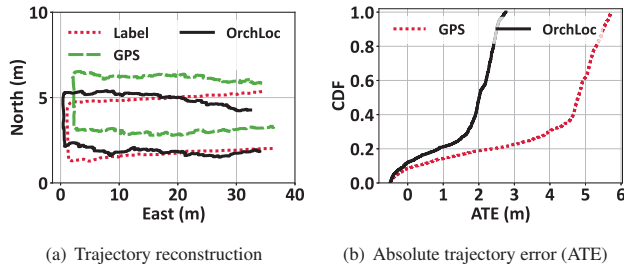 Label
OrchLoc
GPS
North (m)
10
5
0
0
10
20
30
40
East (m)
(a) Trajectory reconstruction
GPS
OrchLoc
CDF
1.0
0.8
0.6
0.4
0.2
0.0
0
1
2
3
4
5
6
ATE (m)
(b) Absolute trajectory error (ATE)